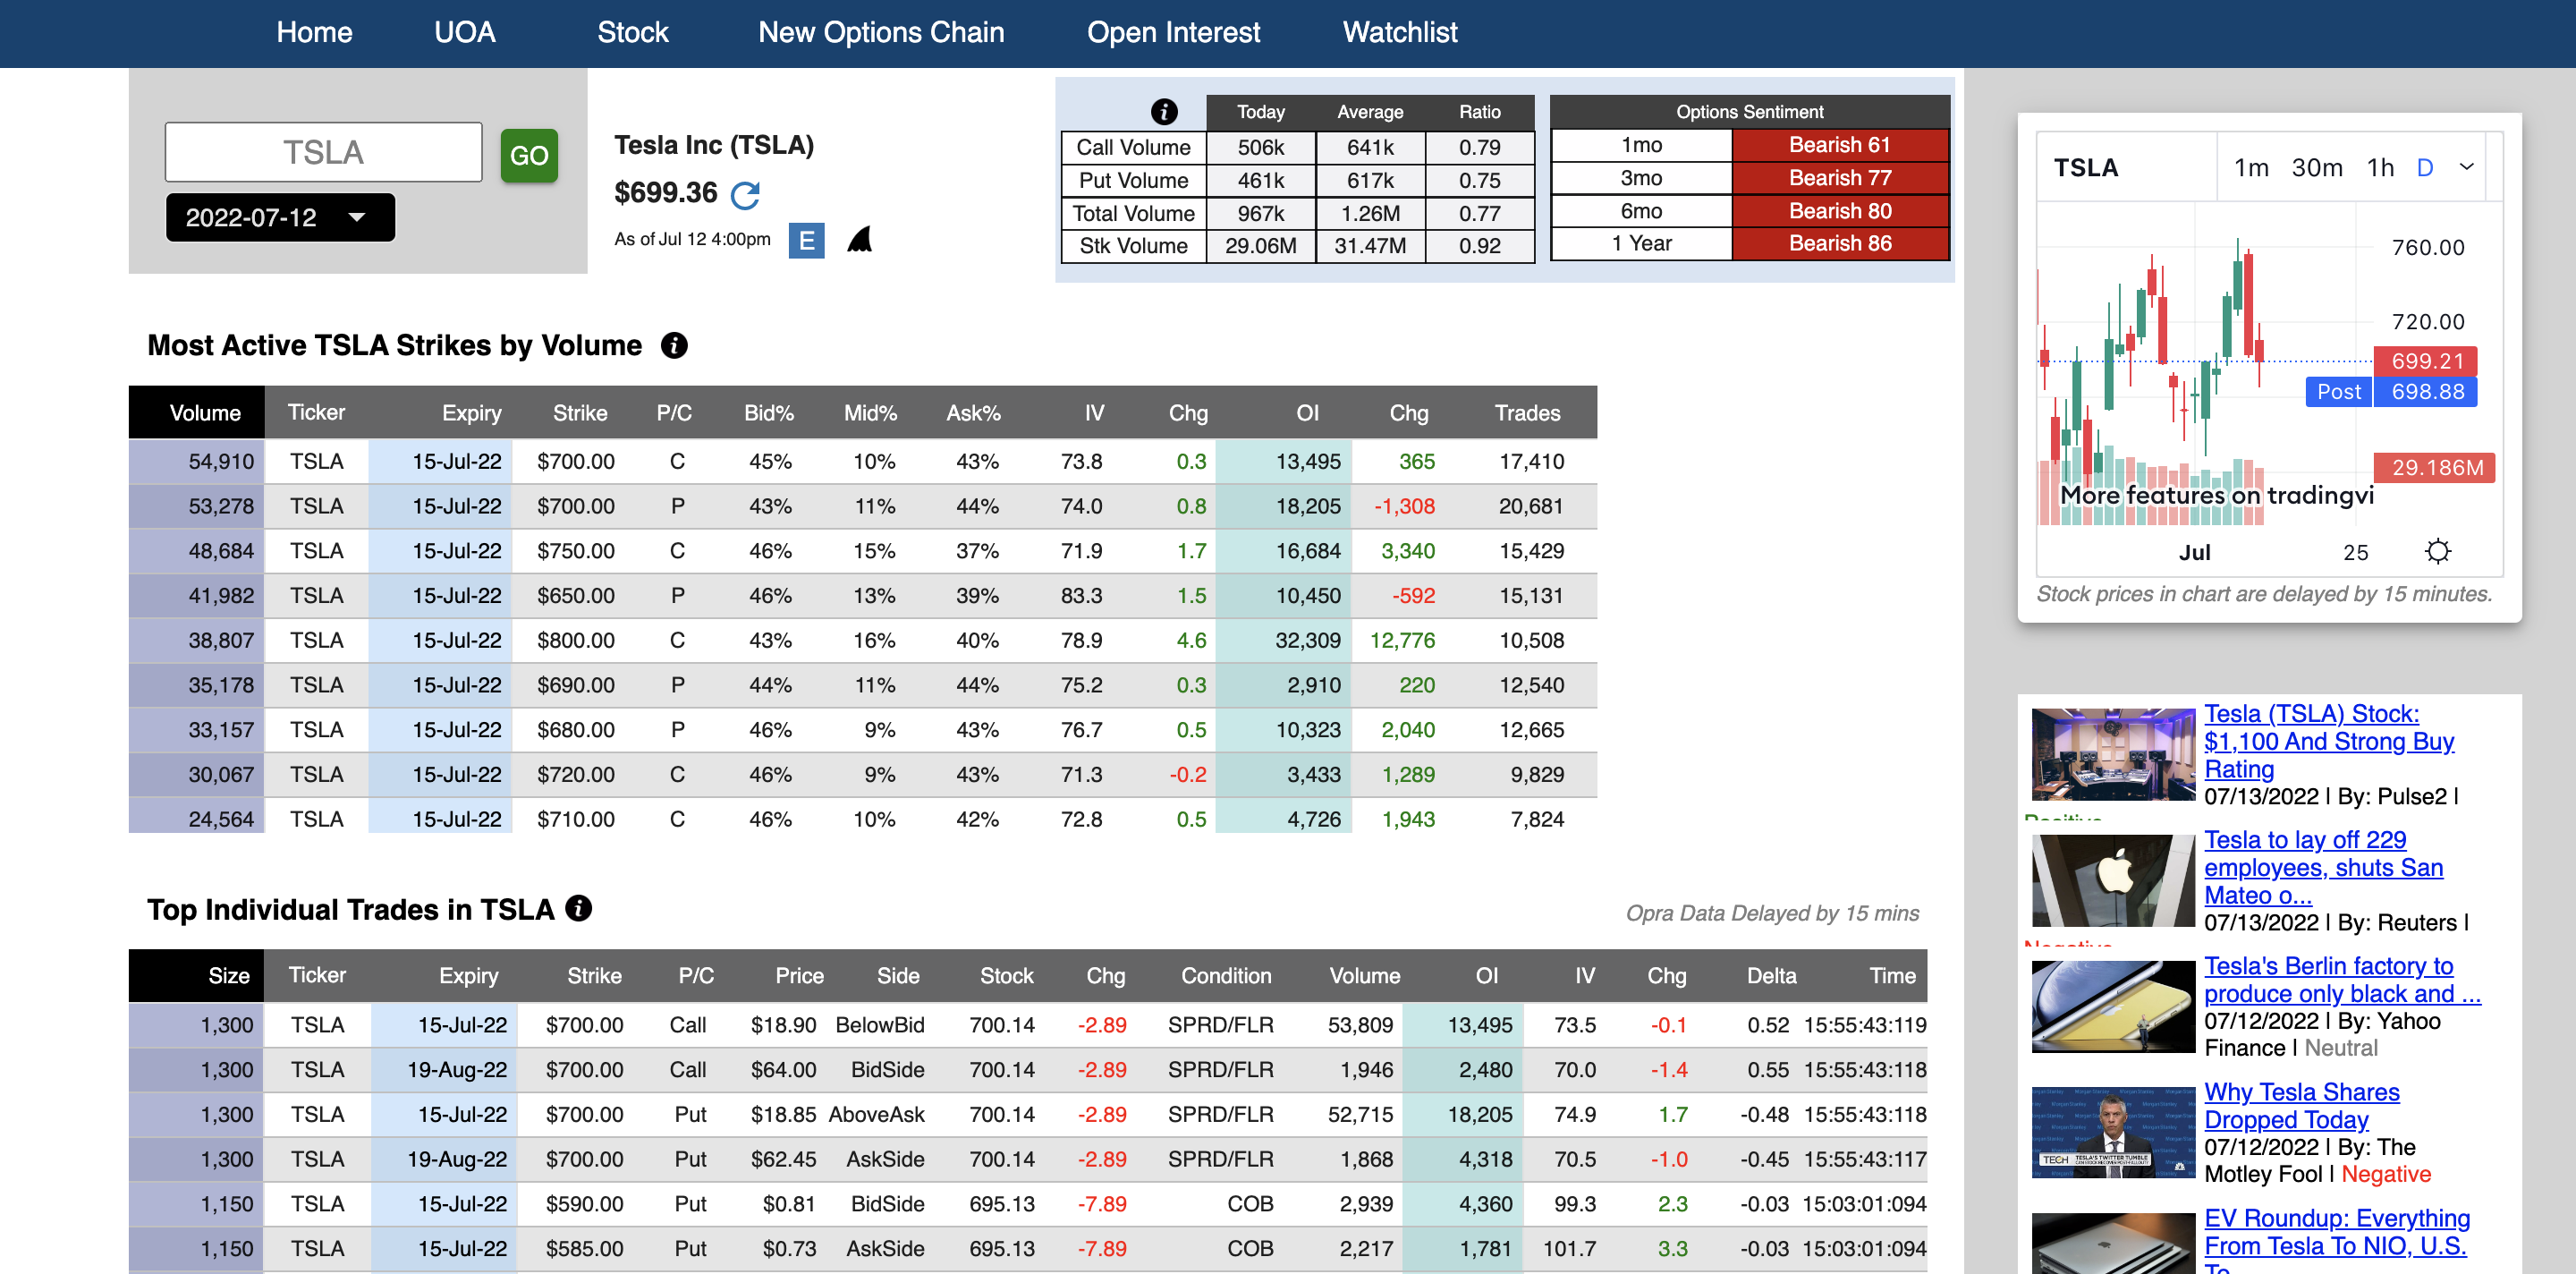 Home UOA Stock New Options Chain Open Interest Watchlist
TSLA GO
2022-07-12
Tesla Inc (TSLA)
$699.36
As of Jul 12 4:00pm E
Today Average Ratio
Call Volume 506k 641k 0.79
Put Volume 461k 617k 0.75
Total Volume 967k 1.26M 0.77
Stk Volume 29.06M 31.47M 0.92
Options Sentiment
1mo Bearish 61
3mo Bearish 77
6mo Bearish 80
1 Year Bearish 86
Most Active TSLA Strikes by Volume
Volume Ticker Expiry Strike P/C Bid% Mid% Ask% IV Chg OI Chg Trades
54,910 TSLA 15-Jul-22 $700.00 C 45% 10% 43% 73.8 0.3 13,495 365 17,410
53,278 TSLA 15-Jul-22 $700.00 P 43% 11% 44% 74.0 0.8 18,205 -1,308 20,681
48,684 TSLA 15-Jul-22 $750.00 C 46% 15% 37% 71.9 1.7 16,684 3,340 15,429
41,982 TSLA 15-Jul-22 $650.00 P 46% 13% 39% 83.3 1.5 10,450 -592 15,131
38,807 TSLA 15-Jul-22 $800.00 C 43% 16% 40% 78.9 4.6 32,309 12,776 10,508
35,178 TSLA 15-Jul-22 $690.00 P 44% 11% 44% 75.2 0.3 2,910 220 12,540
33,157 TSLA 15-Jul-22 $680.00 P 46% 9% 43% 76.7 0.5 10,323 2,040 12,665
30,067 TSLA 15-Jul-22 $720.00 C 46% 9% 43% 71.3 -0.2 3,433 1,289 9,829
24,564 TSLA 15-Jul-22 $710.00 C 46% 10% 42% 72.8 0.5 4,726 1,943 7,824
Top Individual Trades in TSLA
Opra Data Delayed by 15 mins
Size Ticker Expiry Strike P/C Price Side Stock Chg Condition Volume OI IV Chg Delta Time
1,300 TSLA 15-Jul-22 $700.00 Call $18.90 BelowBid 700.14 -2.89 SPRD/FLR 53,809 13,495 73.5 -0.1 0.52 15:55:43:119
1,300 TSLA 19-Aug-22 $700.00 Call $64.00 BidSide 700.14 -2.89 SPRD/FLR 1,946 2,480 70.0 -1.4 0.55 15:55:43:118
1,300 TSLA 15-Jul-22 $700.00 Put $18.85 AboveAsk 700.14 -2.89 SPRD/FLR 52,715 18,205 74.9 1.7 -0.48 15:55:43:118
1,300 TSLA 19-Aug-22 $700.00 Put $62.45 AskSide 700.14 -2.89 SPRD/FLR 1,868 4,318 70.5 -1.0 -0.45 15:55:43:117
1,150 TSLA 15-Jul-22 $590.00 Put $0.81 BidSide 695.13 -7.89 COB 2,939 4,360 99.3 2.3 -0.03 15:03:01:094
1,150 TSLA 15-Jul-22 $585.00 Put $0.73 AskSide 695.13 -7.89 COB 2,217 1,781 101.7 3.3 -0.03 15:03:01:094
TSLA 1m 30m 1h D
760.00
720.00
699.21
Post 698.88
29.186M
More features on tradingvi
Jul 25
Stock prices in chart are delayed by 15 minutes.
Tesla (TSLA) Stock:
$1,100 And Strong Buy
Rating
07/13/2022 | By: Pulse2 |
Positive
Tesla to lay off 229
employees, shuts San
Mateo o...
07/13/2022 | By: Reuters |
Negative
Tesla's Berlin factory to
produce only black and ...
07/12/2022 | By: Yahoo
Finance | Neutral
Why Tesla Shares
Dropped Today
07/12/2022 | By: The
Motley Fool | Negative
TECH TESLA'S TWITTER TUMBLE
EV Roundup: Everything
From Tesla To NIO, U.S.